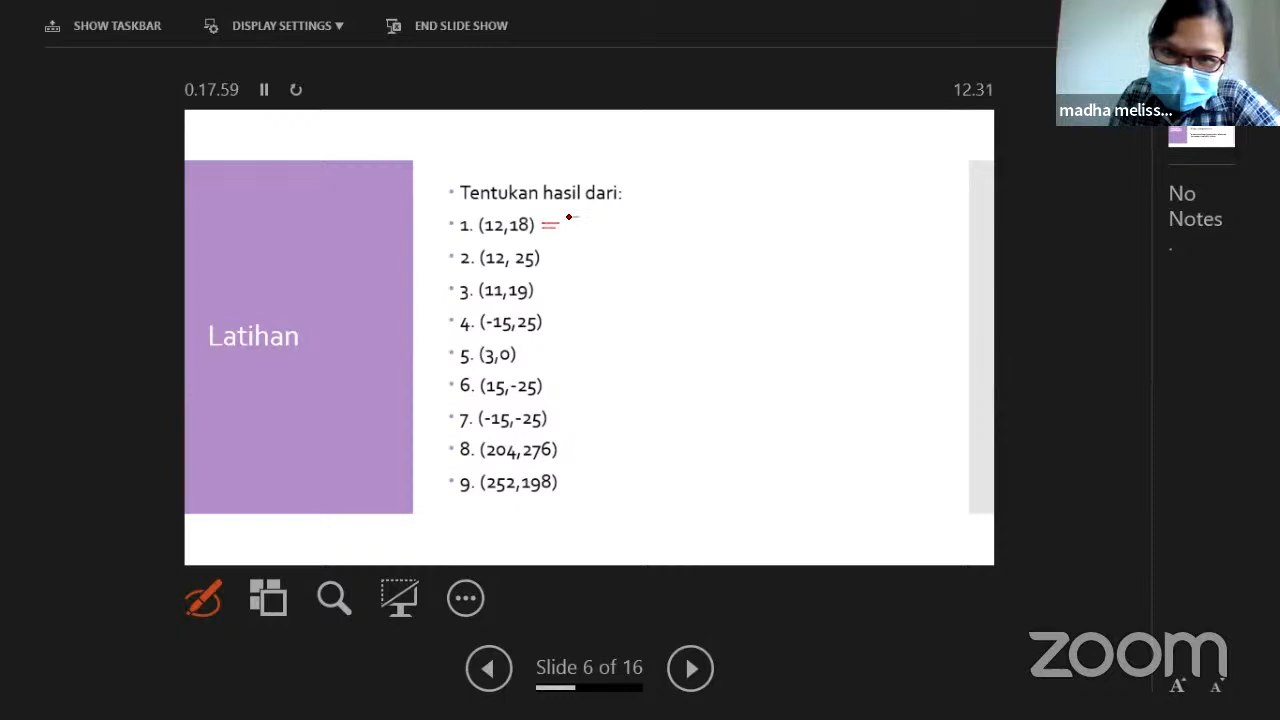 SHOW TASKBAR
DISPLAY SETTINGS ▼
END SLIDE SHOW
0.17.59
12.31
madha meliss...
No
Notes
.
Latihan
• Tentukan hasil dari:
• 1. (12,18) =
• 2. (12, 25)
• 3. (11,19)
• 4. (-15,25)
• 5. (3,0)
• 6. (15,-25)
• 7. (-15,-25)
• 8. (204,276)
• 9. (252,198)
Slide 6 of 16
zoom
A A